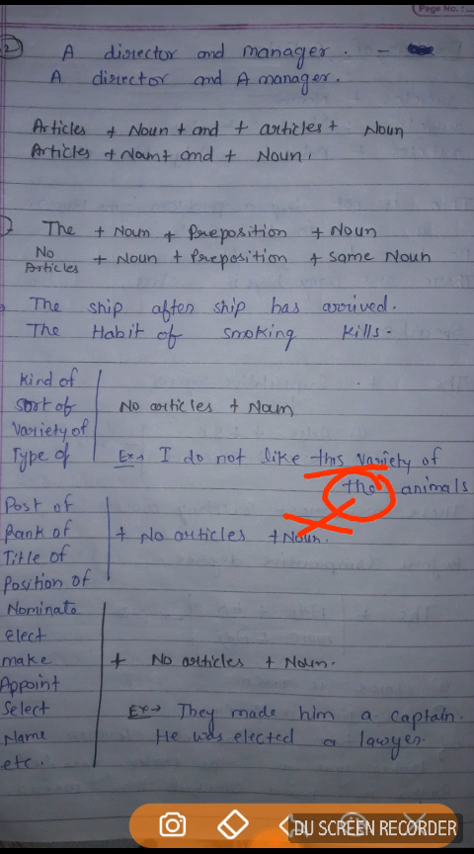 Page No.:
2) A director and manager. -
A director and A manager.
Articles + Noun + and + articles + Noun
Articles + Noun + and + Noun.
The + Noun + Preposition + Noun
No Articles + Noun + Preposition + same Noun
The ship after ship has arrived.
The Habit of smoking kills.
Kind of
Sort of
Variety of
Type of
No articles + Noun
Ex→ I do not like this variety of
the animals
Post of
Rank of
Title of
Position of
+ No articles + Noun.
Nominate
Elect
make
Appoint
Select
Name
etc.
+ No articles + Noun.
Ex→ They made him a captain.
He was elected a lawyer.
DU SCREEN RECORDER